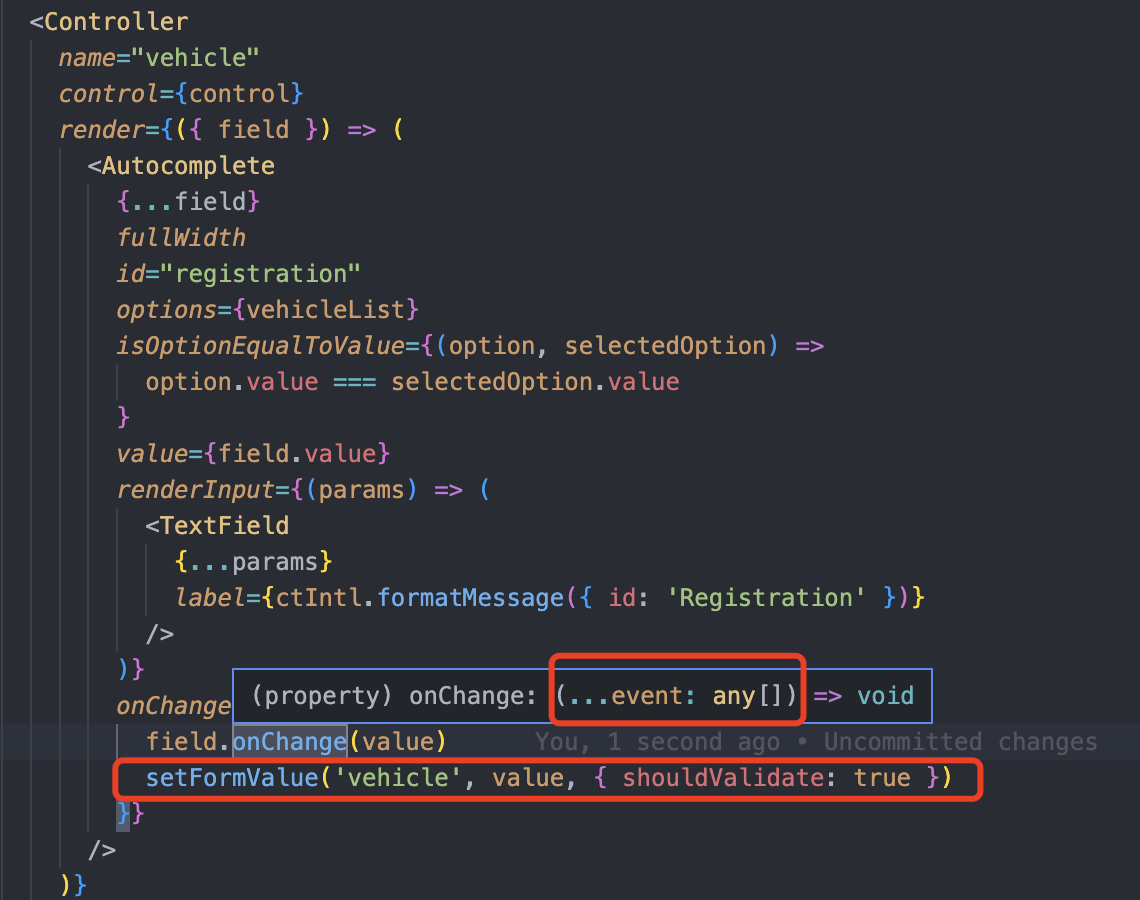 <Controller
name="vehicle"
control={control}
render={({ field }) => (
<Autocomplete
{...field}
fullWidth
id="registration"
options={vehicleList}
isOptionEqualToValue={(option, selectedOption) =>
option.value === selectedOption.value
}
value={field.value}
renderInput={(params) => (
<TextField
{...params}
label={ctIntl.formatMessage({ id: 'Registration' })}
/>
)}
onChange (property) onChange: (...event: any[]) => void
field.onChange(value) You, 1 second ago • Uncommitted changes
setFormValue('vehicle', value, { shouldValidate: true })
}}
/>
)}